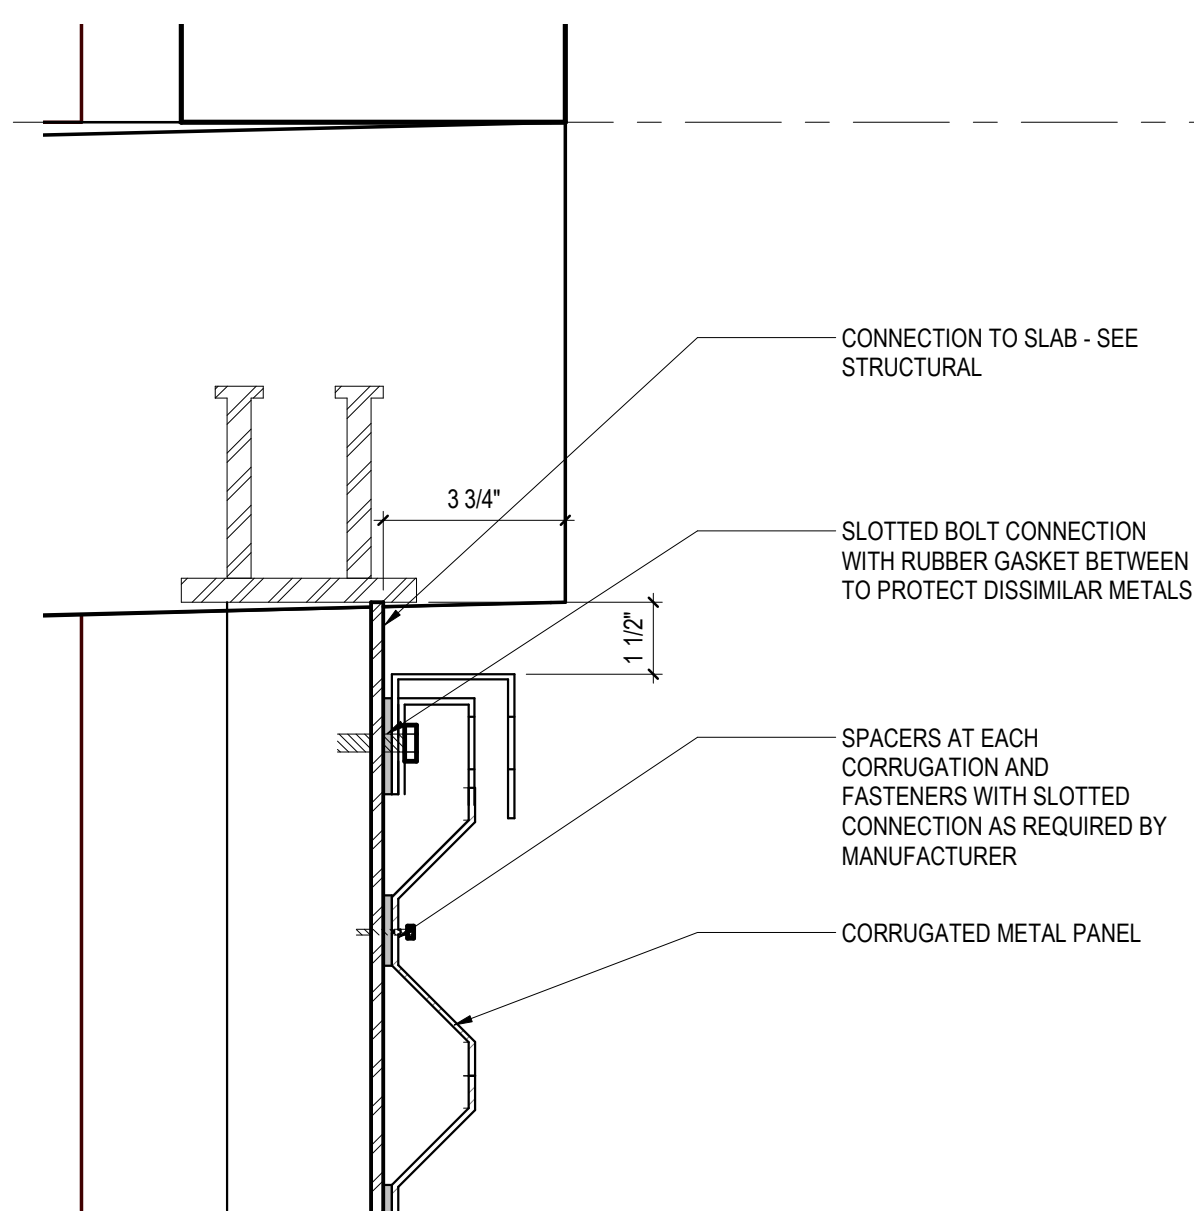 CONNECTION TO SLAB - SEE
STRUCTURAL
3 3/4"
SLOTTED BOLT CONNECTION
WITH RUBBER GASKET BETWEEN
TO PROTECT DISSIMILAR METALS
1 1/2"
SPACERS AT EACH
CORRUGATION AND
FASTENERS WITH SLOTTED
CONNECTION AS REQUIRED BY
MANUFACTURER
CORRUGATED METAL PANEL